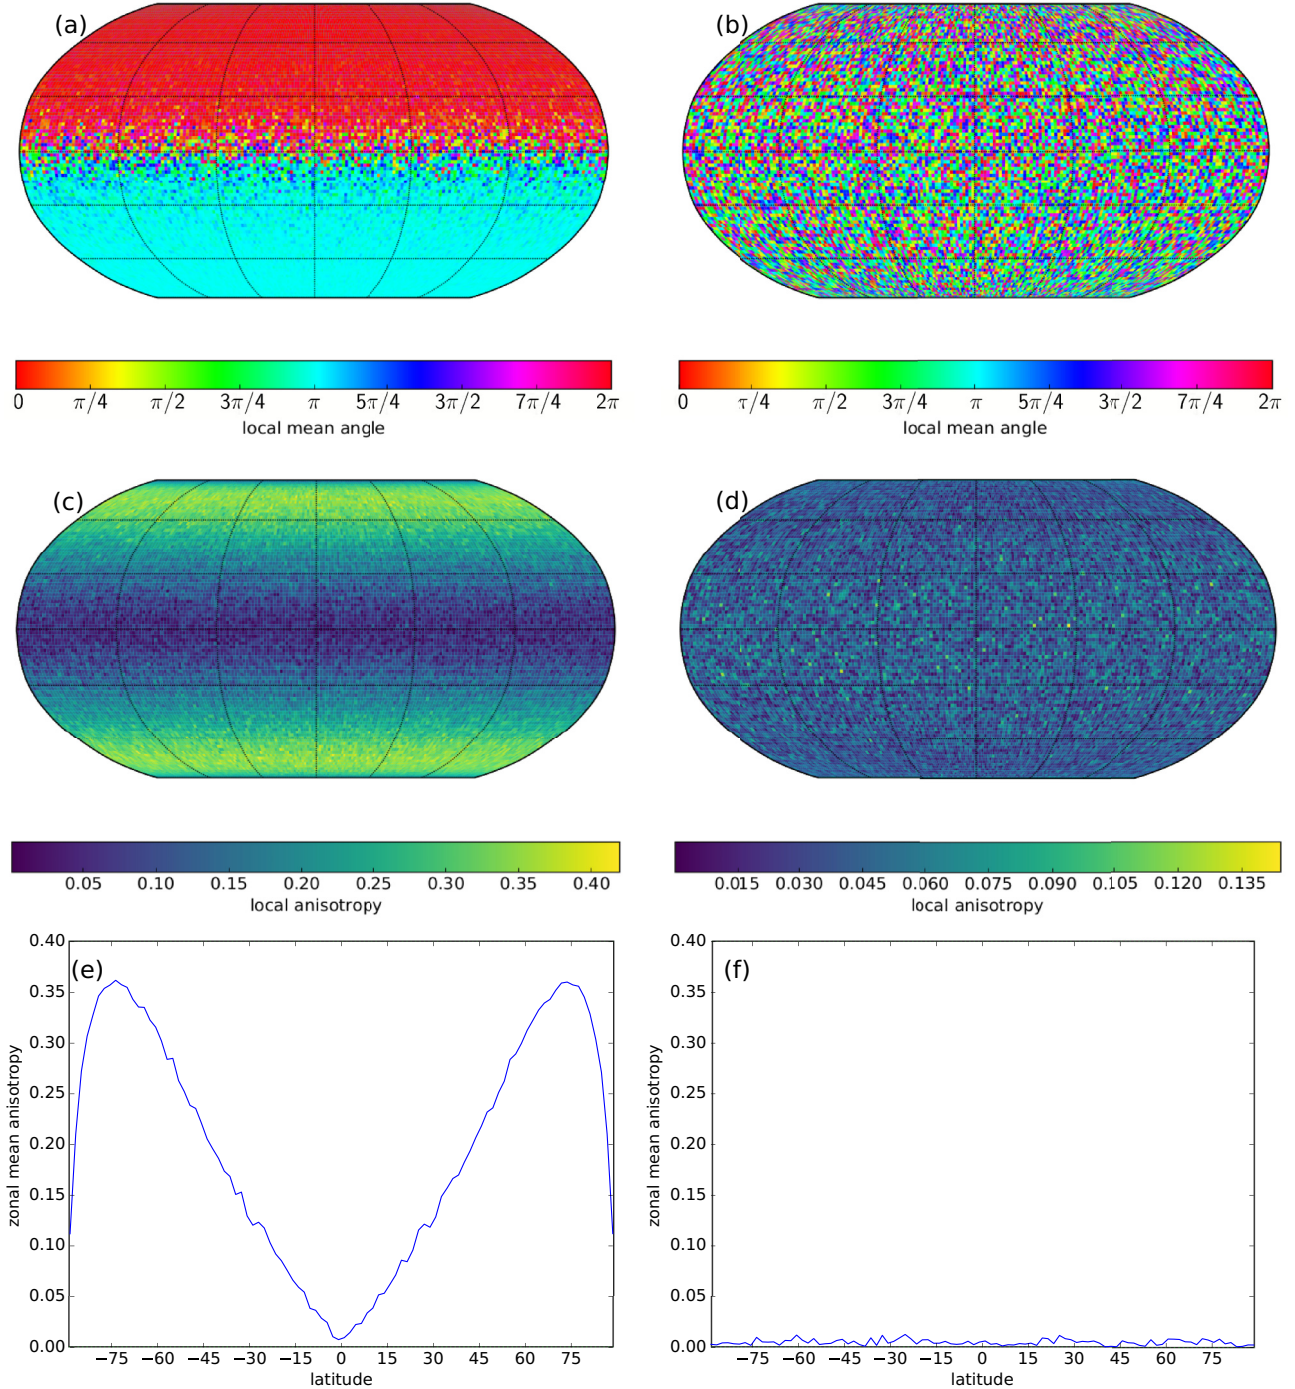 (a)
(b)
0 π/4 π/2 3π/4 π 5π/4 3π/2 7π/4 2π
local mean angle
0 π/4 π/2 3π/4 π 5π/4 3π/2 7π/4 2π
local mean angle
(c)
(d)
0.05 0.10 0.15 0.20 0.25 0.30 0.35 0.40
local anisotropy
0.015 0.030 0.045 0.060 0.075 0.090 0.105 0.120 0.135
local anisotropy
(e)
zonal mean anisotropy
0.40
0.35
0.30
0.25
0.20
0.15
0.10
0.05
0.00
−75 −60 −45 −30 −15 0 15 30 45 60 75
latitude
(f)
zonal mean anisotropy
0.40
0.35
0.30
0.25
0.20
0.15
0.10
0.05
0.00
−75 −60 −45 −30 −15 0 15 30 45 60 75
latitude